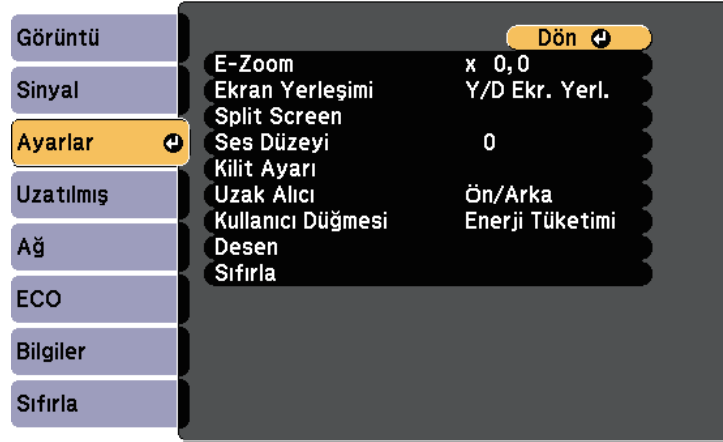 Görüntü
Sinyal
Ayarlar
Uzatılmış
Ağ
ECO
Bilgiler
Sıfırla
Dön
E-Zoom x 0,0
Ekran Yerleşimi Y/D Ekr. Yerl.
Split Screen
Ses Düzeyi 0
Kilit Ayarı
Uzak Alıcı Ön/Arka
Kullanıcı Düğmesi Enerji Tüketimi
Desen
Sıfırla